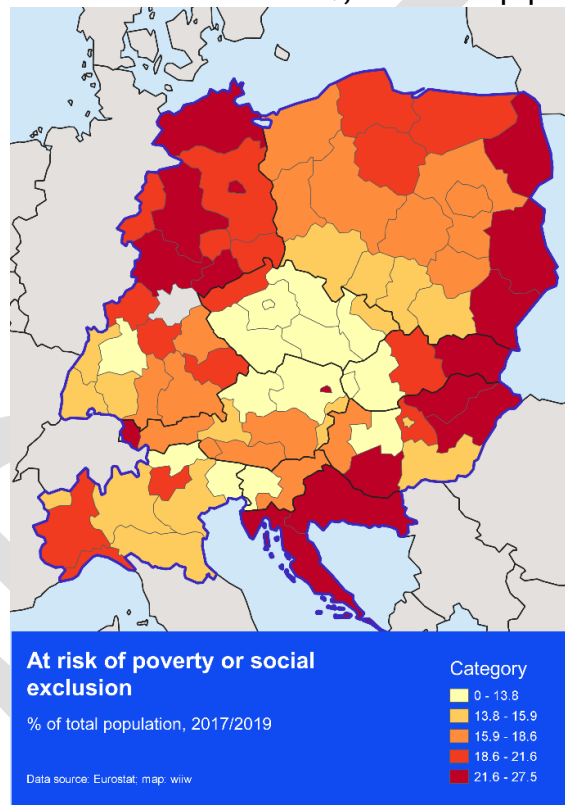 At risk of poverty or social
exclusion
% of total population, 2017/2019
Data source: Eurostat; map: wiiw
Category
0 - 13.8
13.8 - 15.9
15.9 - 18.6
18.6 - 21.6
21.6 - 27.5